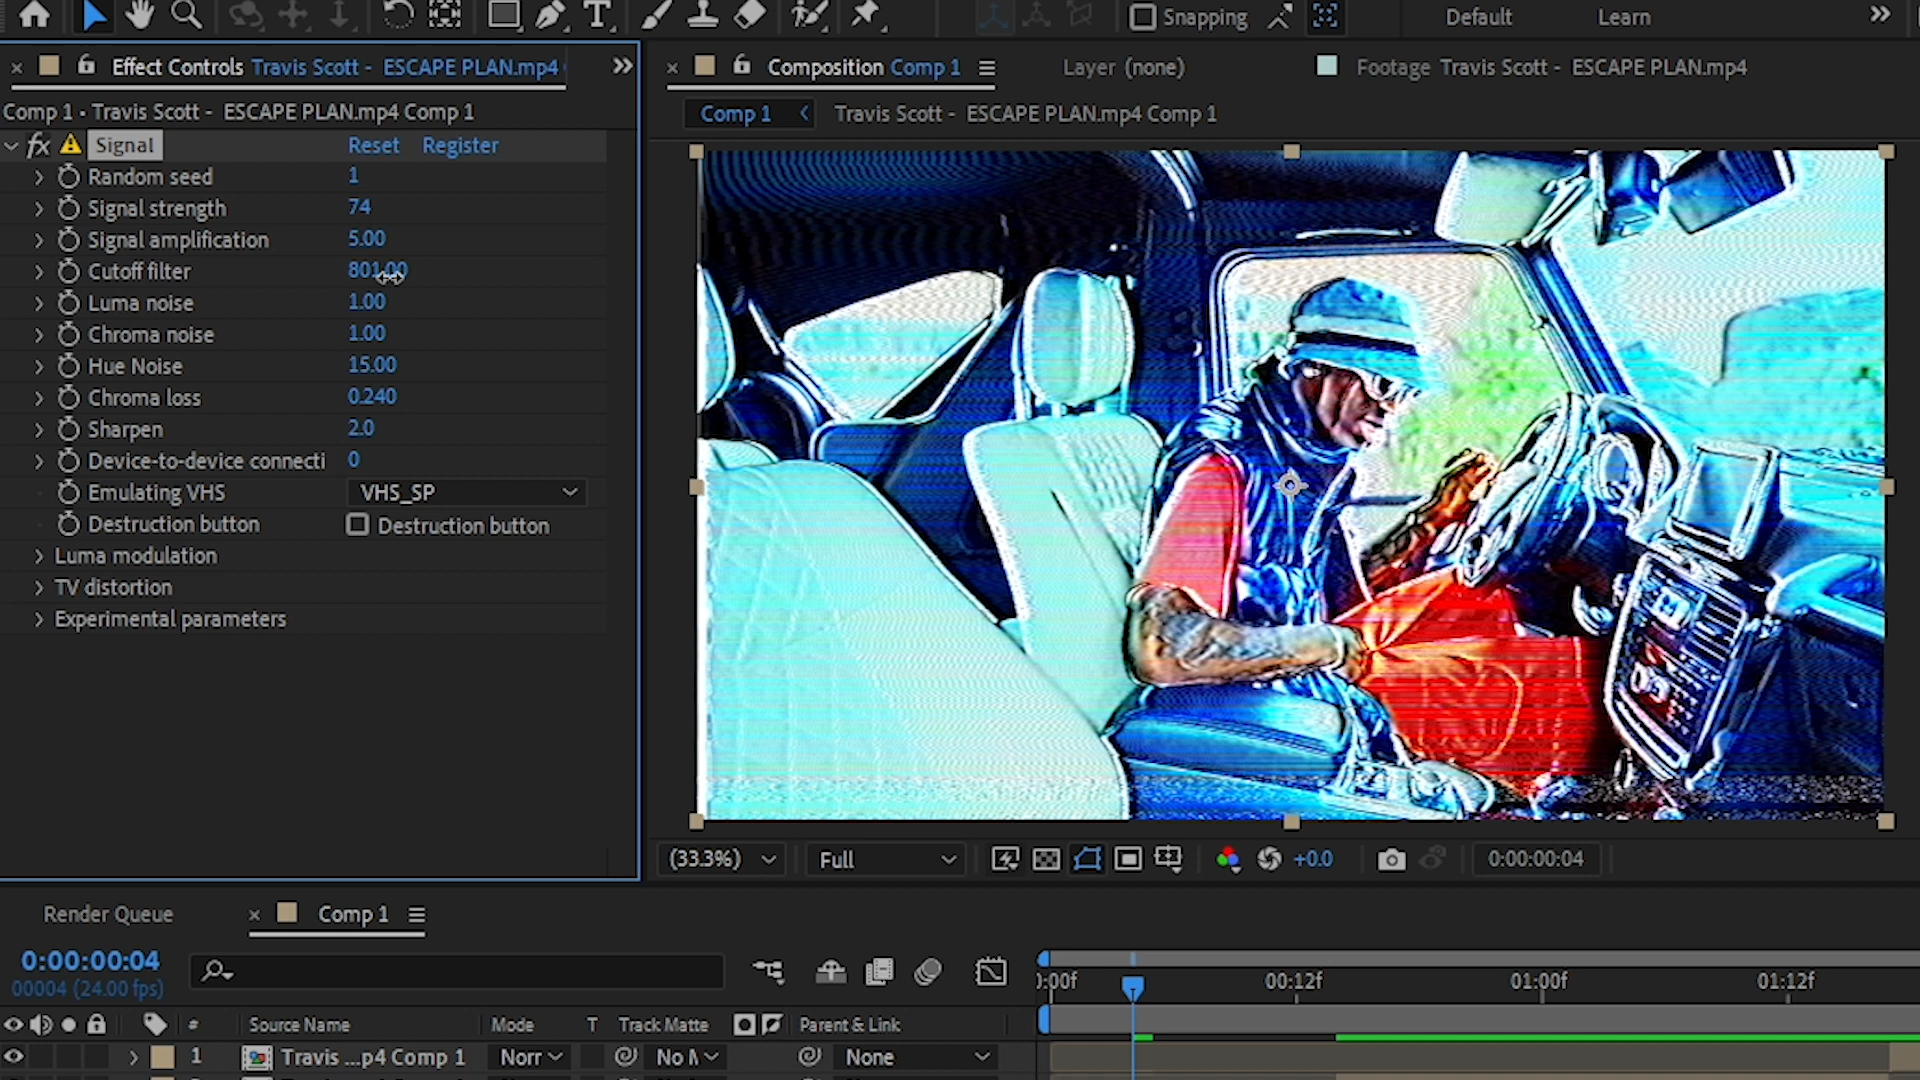 Snapping
Default
Learn
Effect Controls Travis Scott - ESCAPE PLAN.mp4
Composition Comp 1
Layer (none)
Footage Travis Scott - ESCAPE PLAN.mp4
Comp 1 • Travis Scott - ESCAPE PLAN.mp4 Comp 1
Comp 1
Travis Scott - ESCAPE PLAN.mp4 Comp 1
fx Signal Reset Register
Random seed 1
Signal strength 74
Signal amplification 5.00
Cutoff filter 801.00
Luma noise 1.00
Chroma noise 1.00
Hue Noise 15.00
Chroma loss 0.240
Sharpen 2.0
Device-to-device connecti 0
Emulating VHS VHS_SP
Destruction button Destruction button
Luma modulation
TV distortion
Experimental parameters
(33.3%) Full +0.0 0:00:00:04
Render Queue Comp 1
0:00:00:04
00004 (24.00 fps)
):00f 00:12f 01:00f 01:12f
# Source Name Mode T Track Matte Parent & Link
1 Travis ...p4 Comp 1 Norr No M None